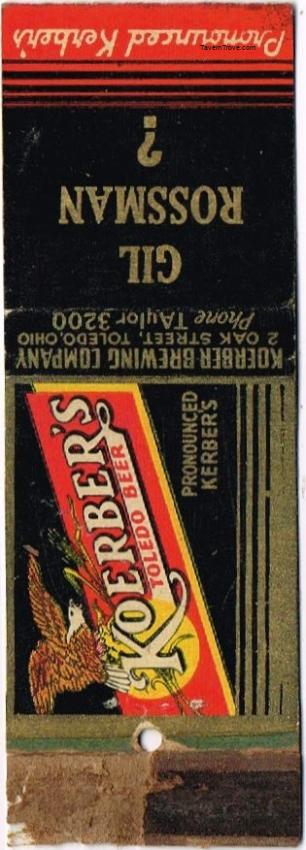 Pronounced Kerber's
TavernTrove.com
GIL
ROSSMAN
?
KOERBER BREWING COMPANY
2 OAK STREET, TOLEDO, OHIO
Phone TAylor 3200
KOERBER'S
TOLEDO BEER
PRONOUNCED
KERBER'S